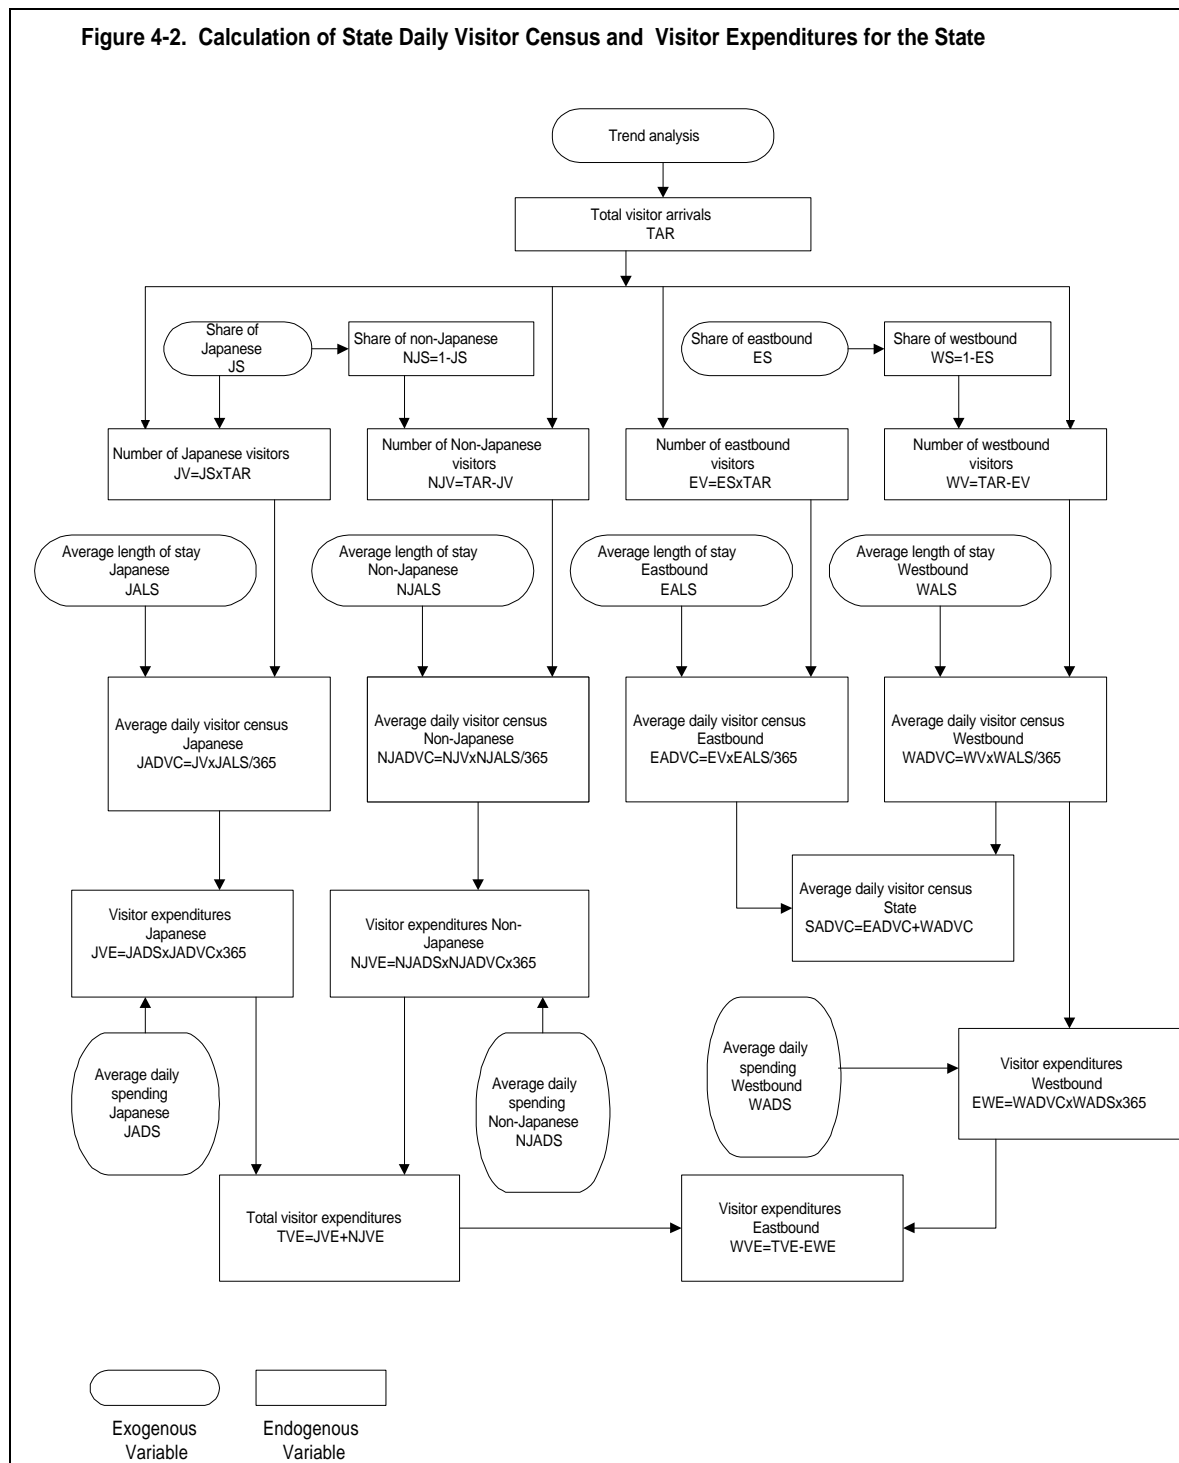 Figure 4-2. Calculation of State Daily Visitor Census and Visitor Expenditures for the State
Trend analysis
Total visitor arrivals
TAR
Share of
Japanese
JS
Share of non-Japanese
NJS=1-JS
Share of eastbound
ES
Share of westbound
WS=1-ES
Number of Japanese visitors
JV=JSxTAR
Number of Non-Japanese
visitors
NJV=TAR-JV
Number of eastbound
visitors
EV=ESxTAR
Number of westbound
visitors
WV=TAR-EV
Average length of stay
Japanese
JALS
Average length of stay
Non-Japanese
NJALS
Average length of stay
Eastbound
EALS
Average length of stay
Westbound
WALS
Average daily visitor census
Japanese
JADVC=JVxJALS/365
Average daily visitor census
Non-Japanese
NJADVC=NJVxNJALS/365
Average daily visitor census
Eastbound
EADVC=EVxEALS/365
Average daily visitor census
Westbound
WADVC=WVxWALS/365
Visitor expenditures
Japanese
JVE=JADSxJADVCx365
Visitor expenditures Non-
Japanese
NJVE=NJADSxNJADVCx365
Average daily visitor census
State
SADVC=EADVC+WADVC
Average daily
spending
Japanese
JADS
Average daily
spending
Non-Japanese
NJADS
Average daily
spending
Westbound
WADS
Visitor expenditures
Westbound
EWE=WADVCxWADSx365
Total visitor expenditures
TVE=JVE+NJVE
Visitor expenditures
Eastbound
WVE=TVE-EWE
Exogenous
Variable
Endogenous
Variable